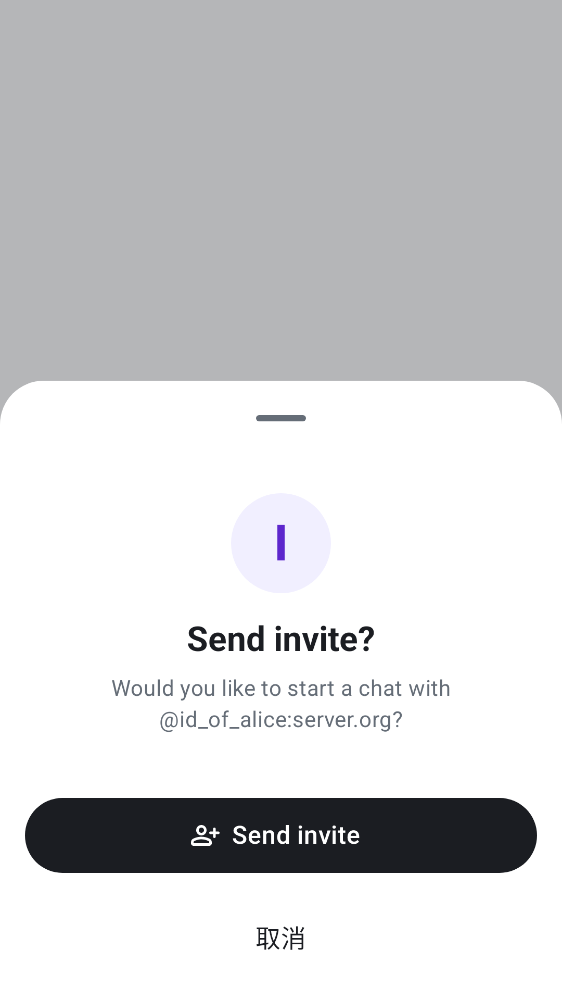 I
Send invite?
Would you like to start a chat with
@id_of_alice:server.org?
Send invite
取消